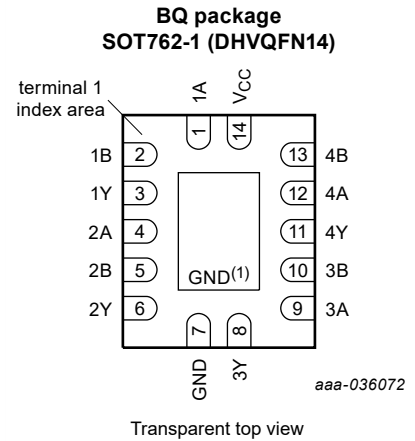 BQ package
SOT762-1 (DHVQFN14)
terminal 1
index area
1A
VCC
1
14
1B 2 13 4B
1Y 3 12 4A
2A 4 11 4Y
2B 5 10 3B
GND(1)
2Y 6 9 3A
7
8
GND
3Y
aaa-036072
Transparent top view